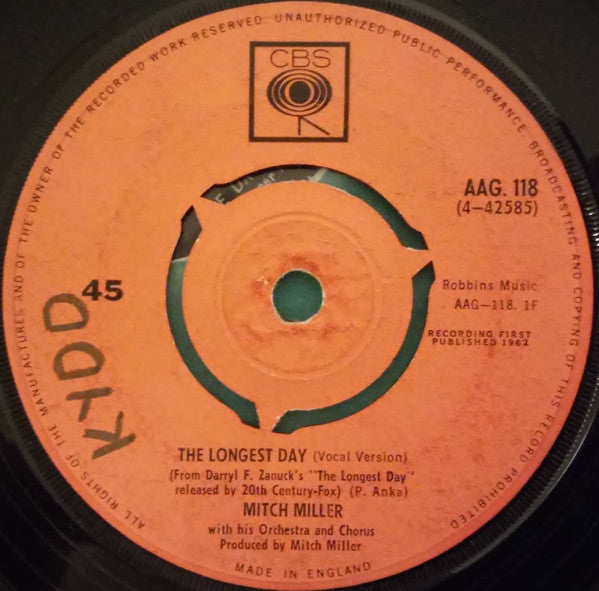 ALL RIGHTS OF THE MANUFACTURER AND OF THE OWNER OF THE RECORDED WORK RESERVED. UNAUTHORIZED PUBLIC PERFORMANCE, BROADCASTING AND COPYING OF THIS RECORD PROHIBITED
CBS
AAG. 118
(4–42585)
45
Robbins Music
AAG–118. 1F
RECORDING FIRST
PUBLISHED 1962
KYDD
THE LONGEST DAY (Vocal Version)
(From Darryl F. Zanuck's "The Longest Day"
released by 20th Century-Fox) (P. Anka)
MITCH MILLER
with his Orchestra and Chorus
Produced by Mitch Miller
MADE IN ENGLAND